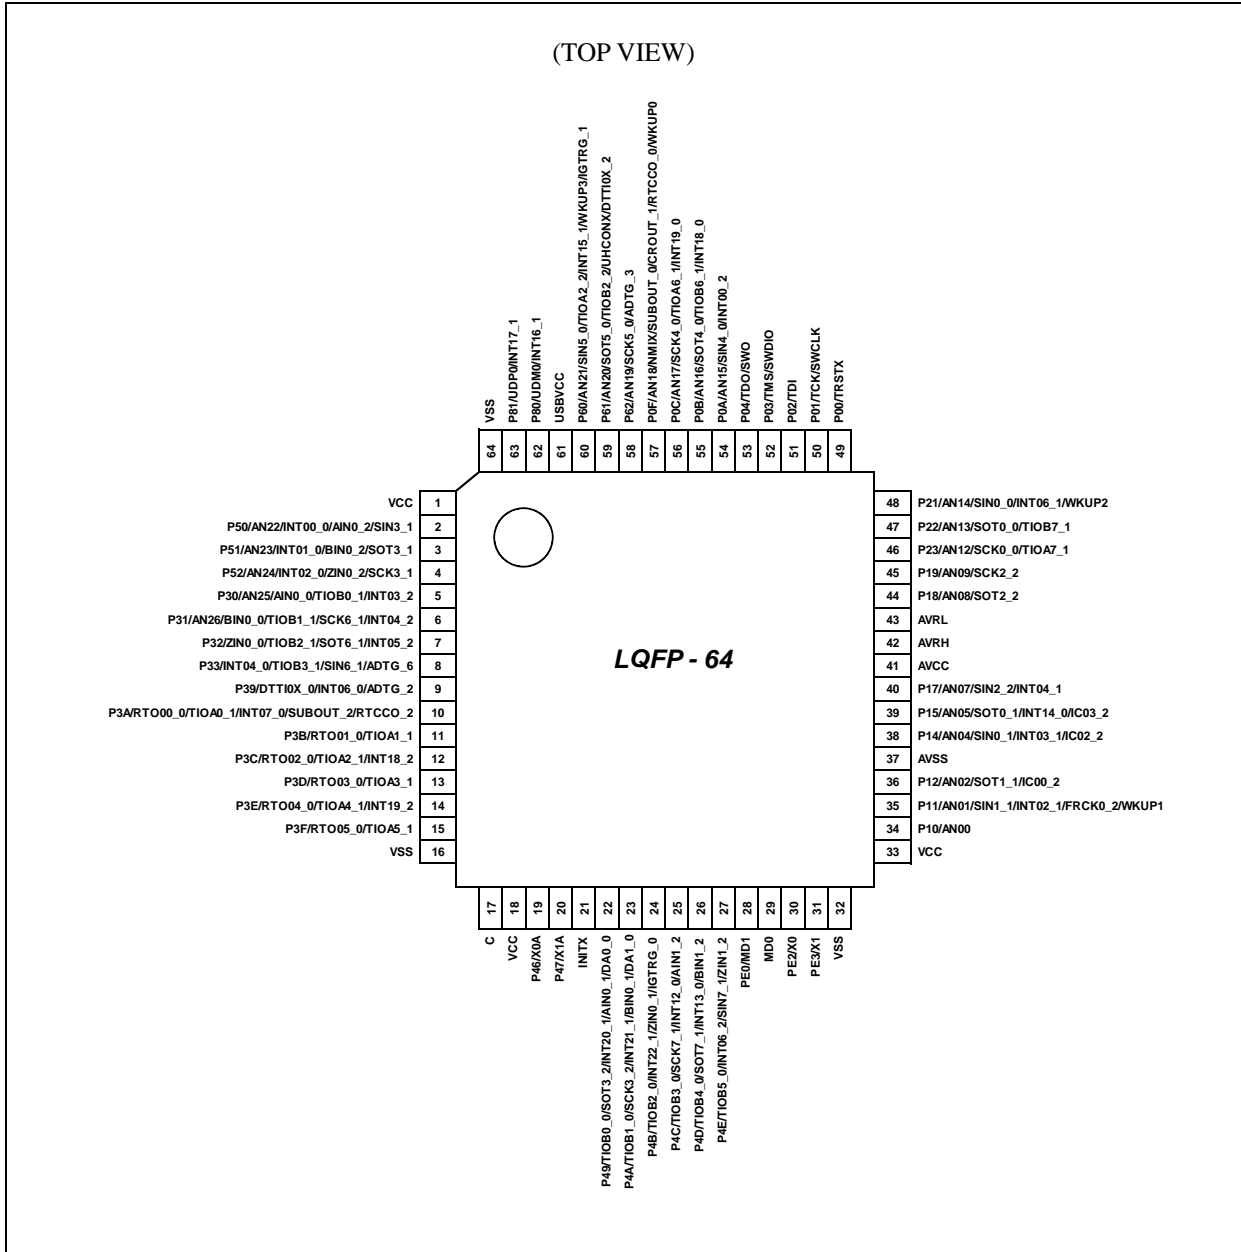 (TOP VIEW)
VSS
P81/UDP0/INT17_1
P80/UDM0/INT16_1
USBVCC
P60/AN21/SIN5_0/TIOA2_2/INT15_1/WKUP3/IGTRG_1
P61/AN20/SOT5_0/TIOB2_2/UHCONX/DTTI0X_2
P62/AN19/SCK5_0/ADTG_3
P0F/AN18/NMIX/SUBOUT_0/CROUT_1/RTCCO_0/WKUP0
P0C/AN17/SCK4_0/TIOA6_1/INT19_0
P0B/AN16/SOT4_0/TIOB6_1/INT18_0
P0A/AN15/SIN4_0/INT00_2
P04/TDO/SWO
P03/TMS/SWDIO
P02/TDI
P01/TCK/SWCLK
P00/TRSTX
64 63 62 61 60 59 58 57 56 55 54 53 52 51 50 49
VCC 1
P50/AN22/INT00_0/AIN0_2/SIN3_1 2
P51/AN23/INT01_0/BIN0_2/SOT3_1 3
P52/AN24/INT02_0/ZIN0_2/SCK3_1 4
P30/AN25/AIN0_0/TIOB0_1/INT03_2 5
P31/AN26/BIN0_0/TIOB1_1/SCK6_1/INT04_2 6
P32/ZIN0_0/TIOB2_1/SOT6_1/INT05_2 7
P33/INT04_0/TIOB3_1/SIN6_1/ADTG_6 8
P39/DTTI0X_0/INT06_0/ADTG_2 9
P3A/RTO00_0/TIOA0_1/INT07_0/SUBOUT_2/RTCCO_2 10
P3B/RTO01_0/TIOA1_1 11
P3C/RTO02_0/TIOA2_1/INT18_2 12
P3D/RTO03_0/TIOA3_1 13
P3E/RTO04_0/TIOA4_1/INT19_2 14
P3F/RTO05_0/TIOA5_1 15
VSS 16
LQFP - 64
48 P21/AN14/SIN0_0/INT06_1/WKUP2
47 P22/AN13/SOT0_0/TIOB7_1
46 P23/AN12/SCK0_0/TIOA7_1
45 P19/AN09/SCK2_2
44 P18/AN08/SOT2_2
43 AVRL
42 AVRH
41 AVCC
40 P17/AN07/SIN2_2/INT04_1
39 P15/AN05/SOT0_1/INT14_0/IC03_2
38 P14/AN04/SIN0_1/INT03_1/IC02_2
37 AVSS
36 P12/AN02/SOT1_1/IC00_2
35 P11/AN01/SIN1_1/INT02_1/FRCK0_2/WKUP1
34 P10/AN00
33 VCC
17 18 19 20 21 22 23 24 25 26 27 28 29 30 31 32
C
VCC
P46/X0A
P47/X1A
INITX
P49/TIOB0_0/SOT3_2/INT20_1/AIN0_1/DA0_0
P4A/TIOB1_0/SCK3_2/INT21_1/BIN0_1/DA1_0
P4B/TIOB2_0/INT22_1/ZIN0_1/IGTRG_0
P4C/TIOB3_0/SCK7_1/INT12_0/AIN1_2
P4D/TIOB4_0/SOT7_1/INT13_0/BIN1_2
P4E/TIOB5_0/INT06_2/SIN7_1/ZIN1_2
PE0/MD1
MD0
PE2/X0
PE3/X1
VSS